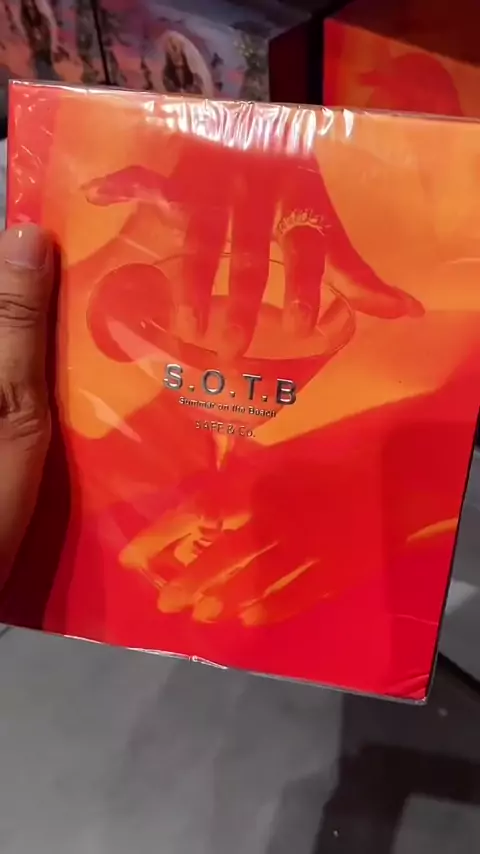 S.O.T.B
Summer on the Beach
SAFF & Co.